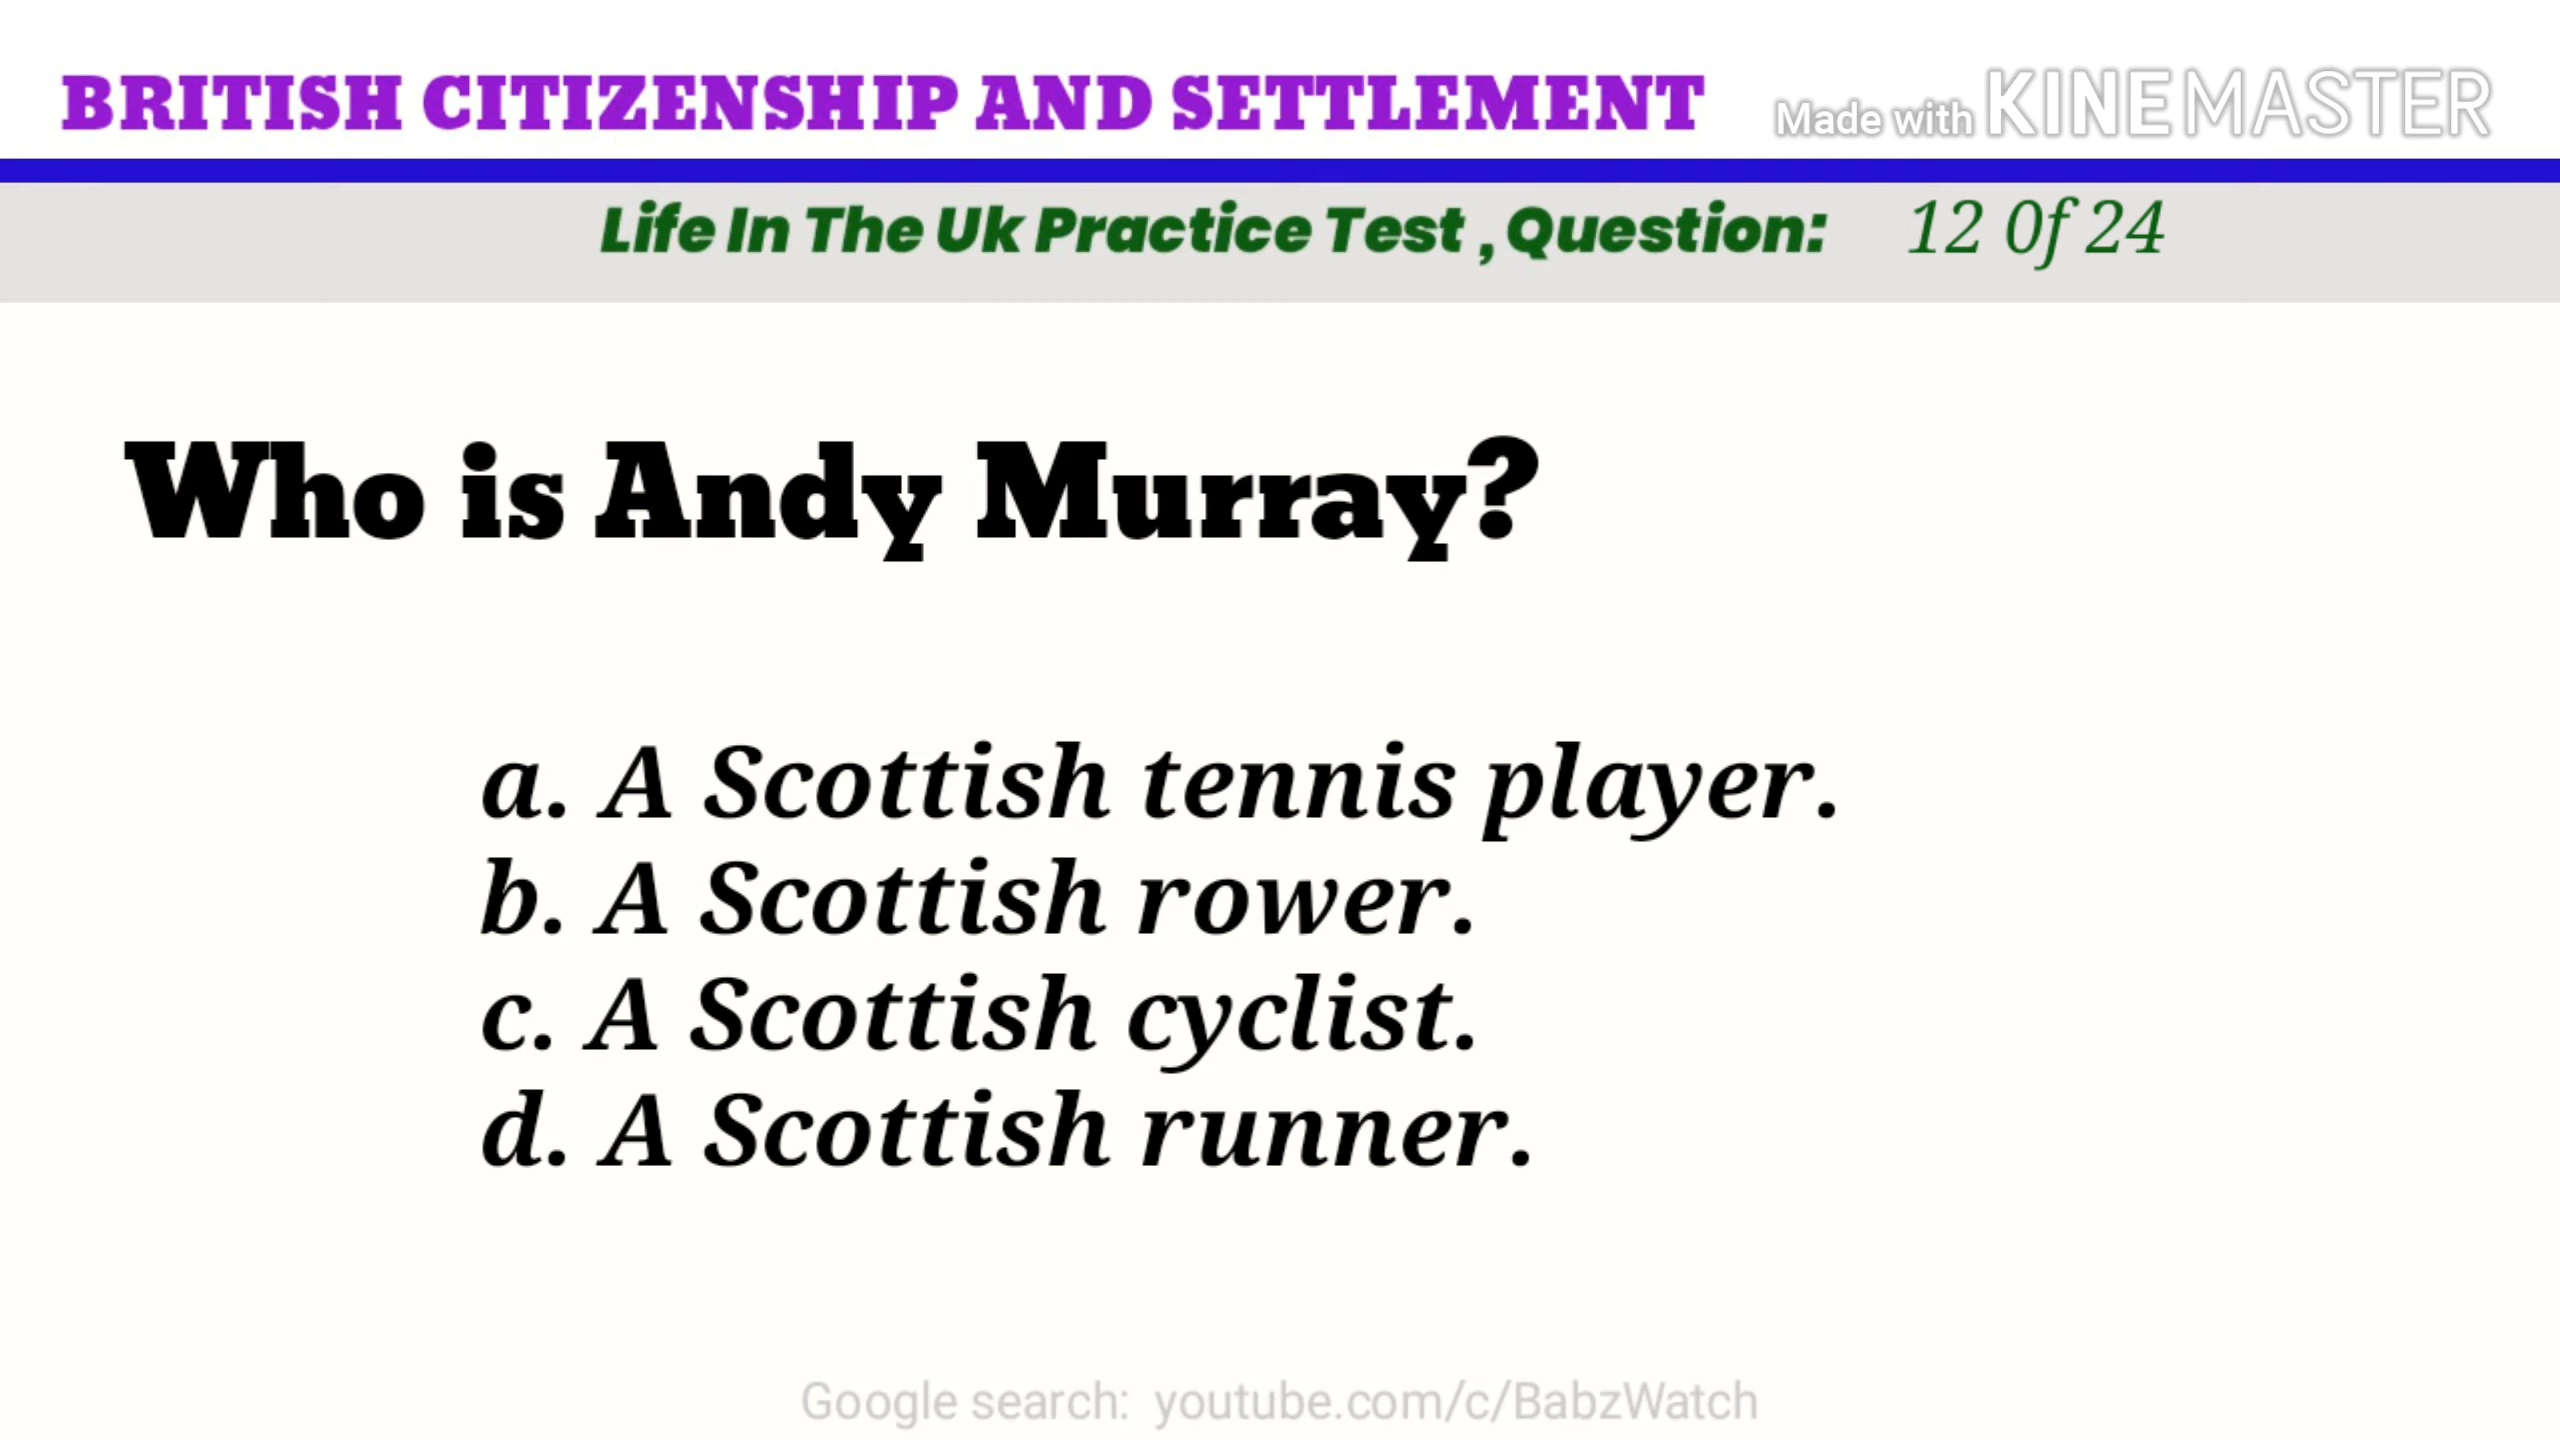 BRITISH CITIZENSHIP AND SETTLEMENT
Made with KINEMASTER
Life In The Uk Practice Test , Question: 12 Of 24
Who is Andy Murray?
a. A Scottish tennis player.
b. A Scottish rower.
c. A Scottish cyclist.
d. A Scottish runner.
Google search: youtube.com/c/BabzWatch